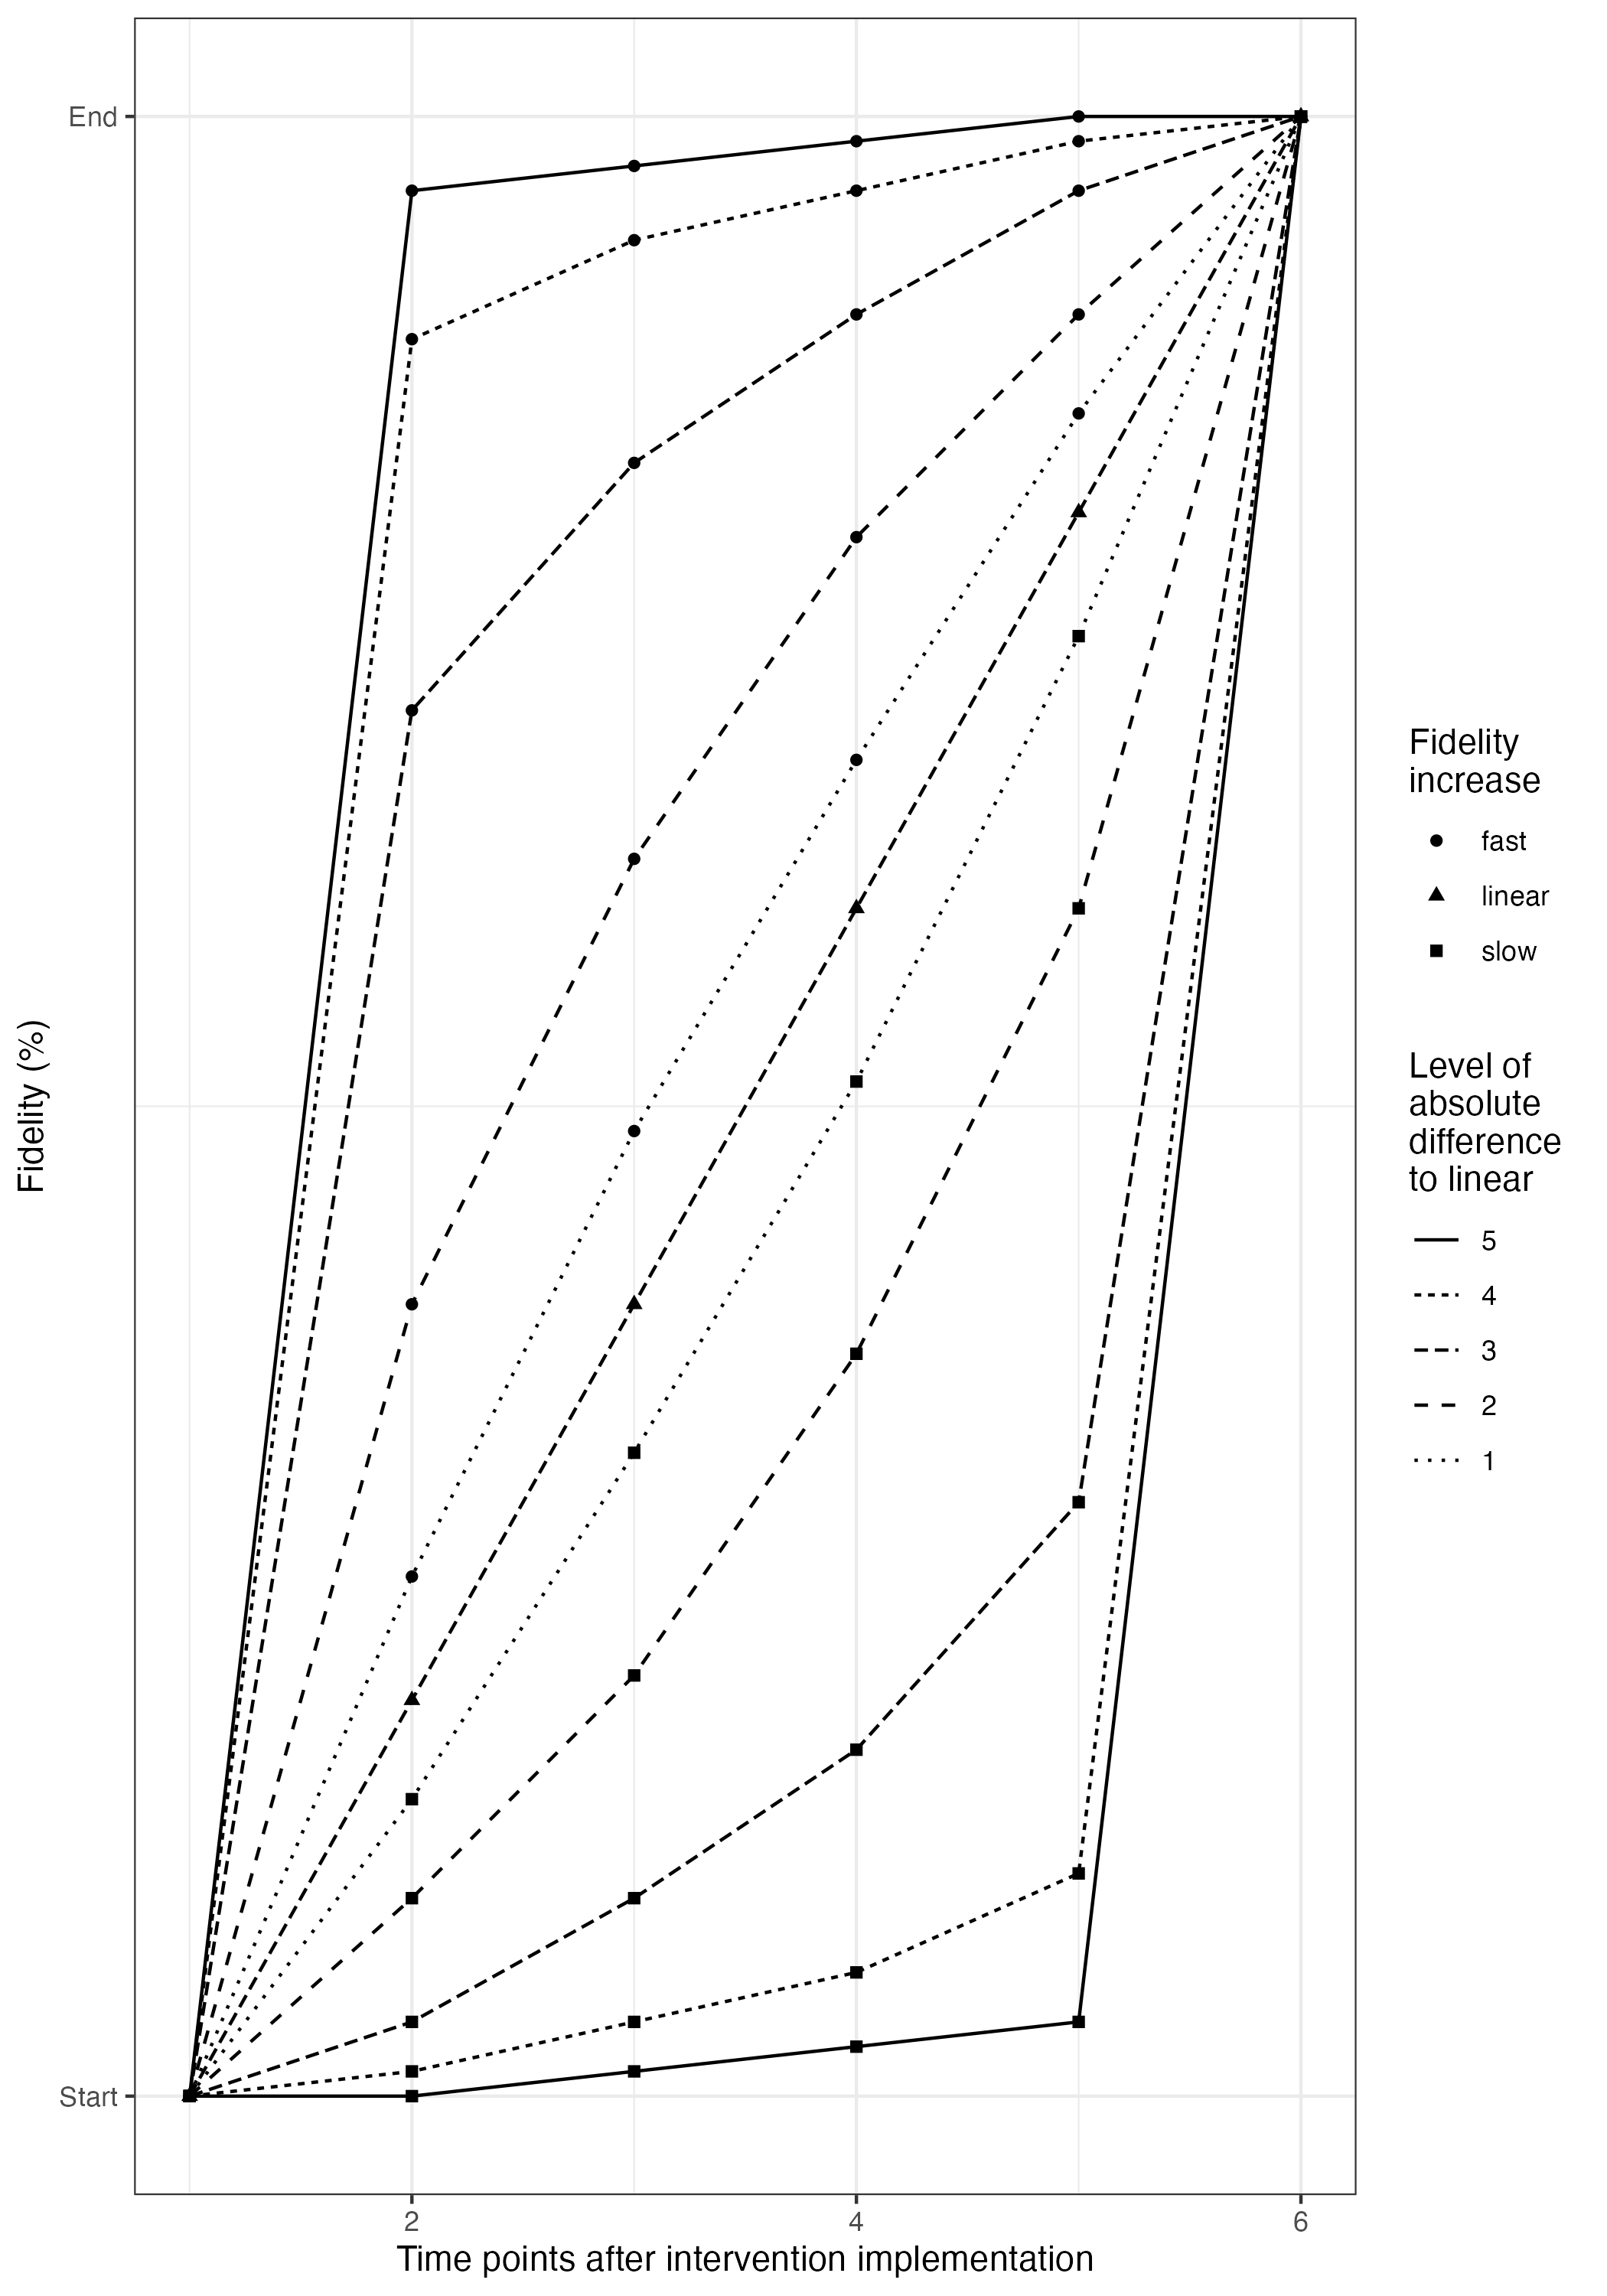 End
Start
Fidelity (%)
2
4
6
Time points after intervention implementation
Fidelity
increase
fast
linear
slow
Level of
absolute
difference
to linear
5
4
3
2
1